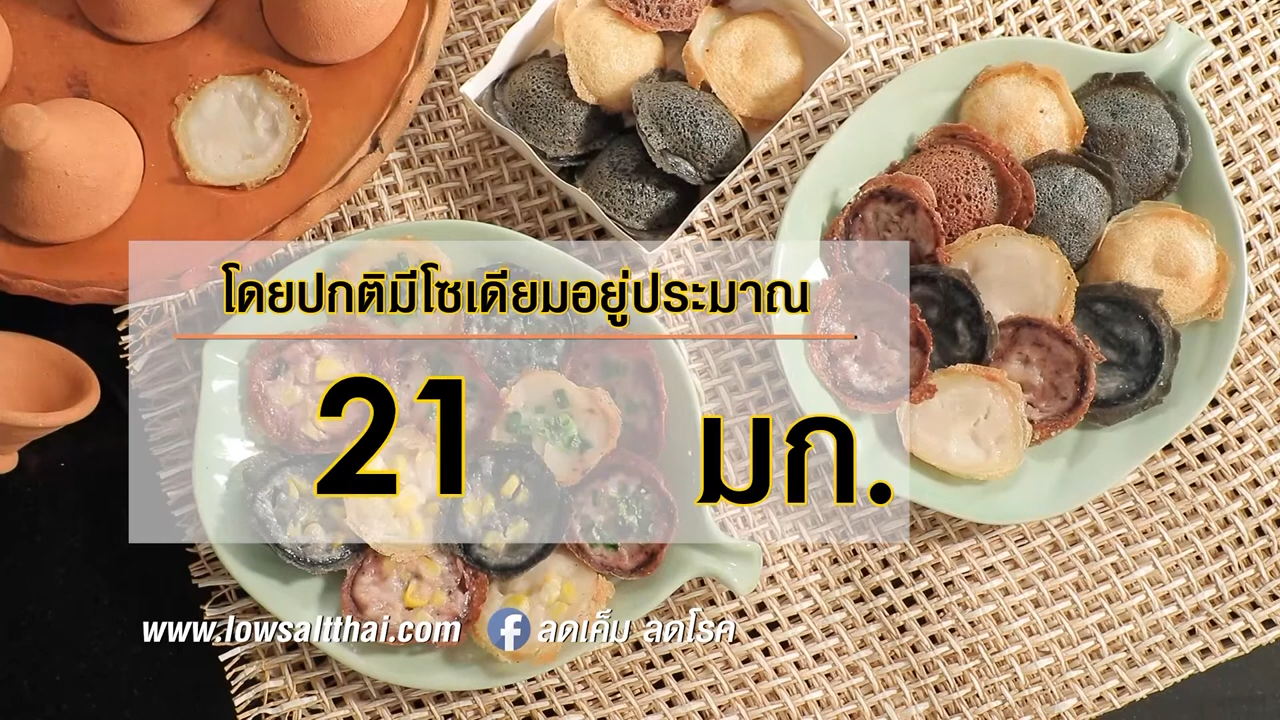 โดยปกติมีโซเดียมอยู่ประมาณ
21 มก.
www.lowsaltthai.com ลดเค็ม ลดโรค